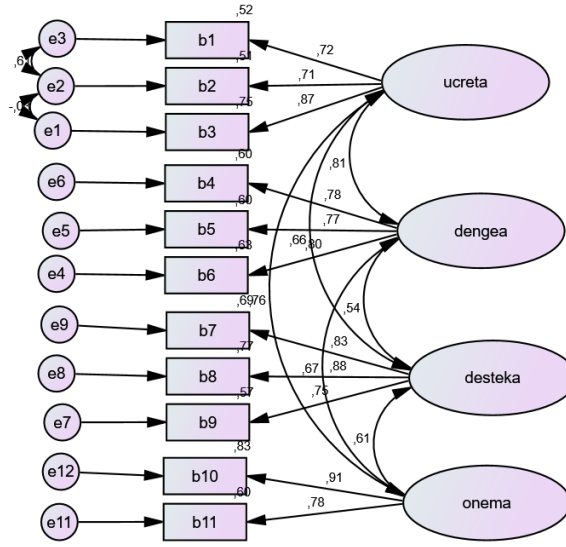 ,52
e3
b1
,72
ucreta
,6
,51
e2
b2
,71
-,0
,75
,87
e1
b3
,60
,81
e6
b4
,78
,60
,77
e5
b5
dengea
,63
,66
,80
e4
b6
,69
,76
,54
e9
b7
,83
,77
,67
,88
e8
b8
desteka
,57
,75
e7
b9
,83
,61
e12
b10
,91
onema
,60
,78
e11
b11